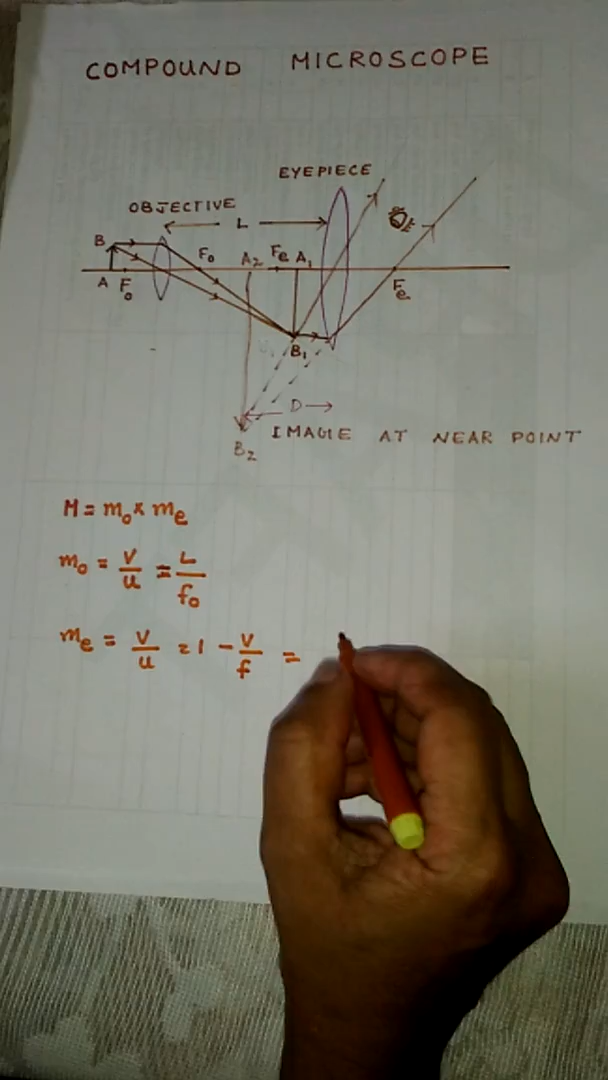 COMPOUND MICROSCOPE
EYEPIECE
OBJECTIVE
L
B
F₀
A₂
Fe
A₁
A
F₀
Fe
B₁
D
IMAGE AT NEAR POINT
B₂
M = m₀ x me
m₀ = V/u = L/f₀
me = V/u = 1 - V/f =